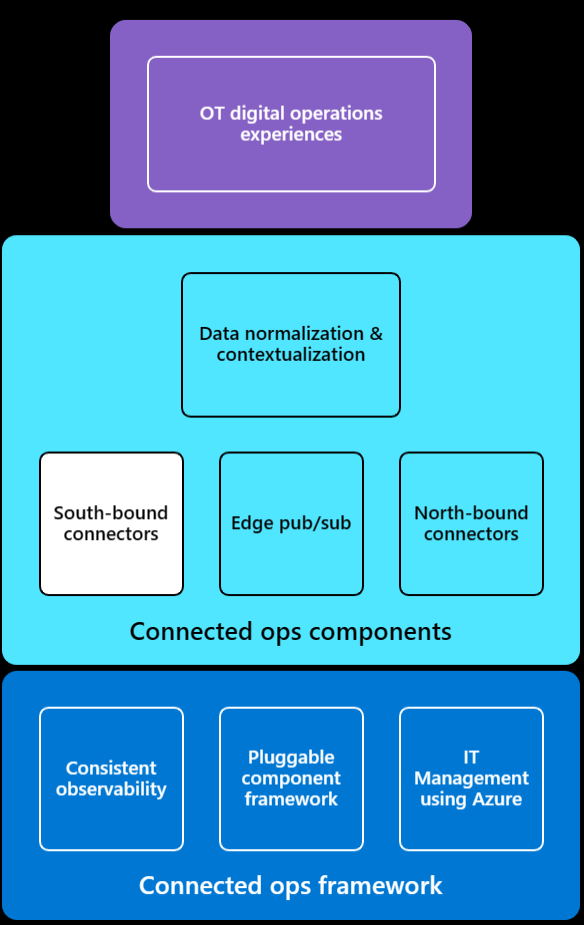 OT digital operations
experiences
Data normalization &
contextualization
South-bound
connectors
Edge pub/sub
North-bound
connectors
Connected ops components
Consistent
observability
Pluggable
component
framework
IT
Management
using Azure
Connected ops framework